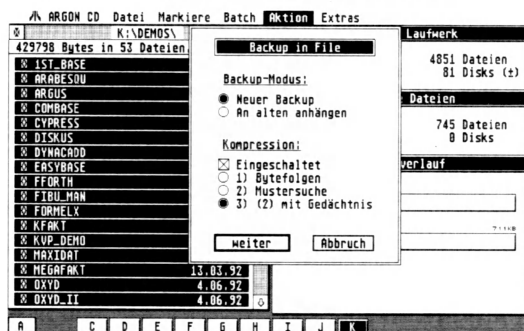 ARGON CD Datei Markiere Batch Aktion Extras
K:\DEMOS\
429798 Bytes in 53 Dateien
1ST_BASE
ARABESQU
ARGUS
COMBASE
CYPRESS
DISKUS
DYNACADD
EASYBASE
FFORTH
FIBU_MAN
FORMELX
KFAKT
KVP_DEMO
MAXIDAT
MEGAFAKT 13.03.92
OXYD 4.06.92
OXYD_II 4.06.92
Backup in File
Backup-Modus:
Neuer Backup
An alten anhängen
Kompression:
Eingeschaltet
1) Bytefolgen
2) Mustersuche
3) (2) mit Gedächtnis
weiter Abbruch
Laufwerk
4851 Dateien
81 Disks (±)
Dateien
745 Dateien
0 Disks
verlauf
A C D E F G H I J K